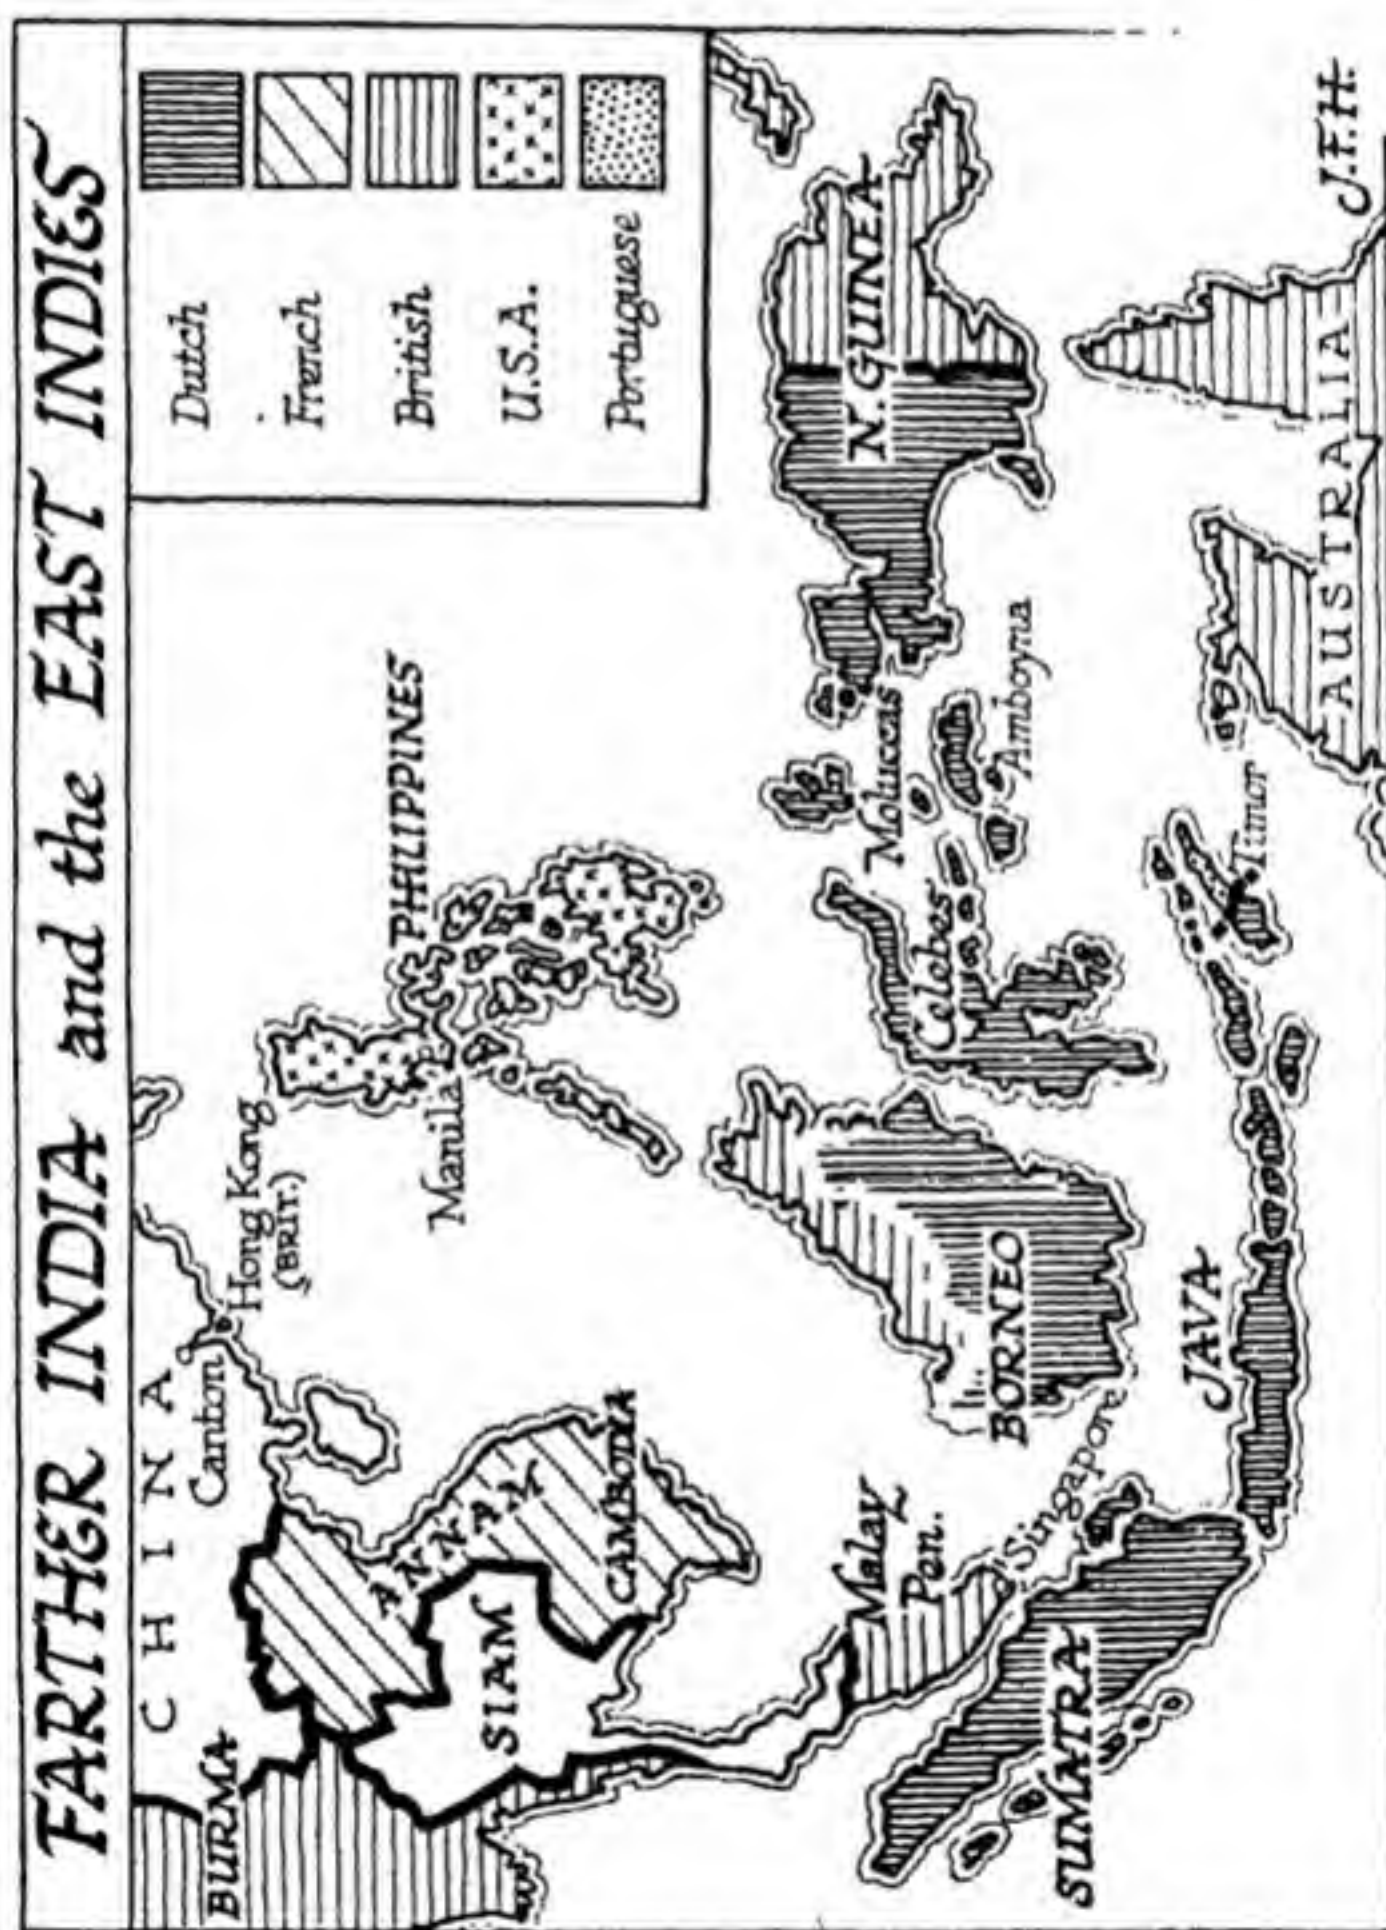 FARTHER INDIA and the EAST INDIES
Dutch
French
British
U.S.A.
Portuguese
CHINA
BURMA
Canton
Hong Kong
(BRIT.)
PHILIPPINES
Manila
ANNAM
SIAM
CAMBODIA
Malay
Pen.
Singapore
BORNEO
Celebes
Moluccas
N. GUINEA
Amboyna
SUMATRA
JAVA
Timor
AUSTRALIA
J.F.H.